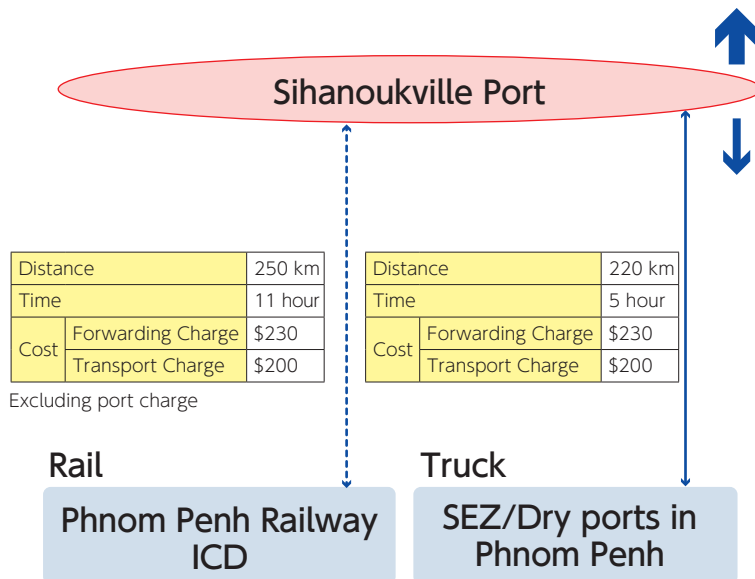 Sihanoukville Port
Distance 250 km
Time 11 hour
Cost Forwarding Charge $230
Transport Charge $200
Excluding port charge
Distance 220 km
Time 5 hour
Cost Forwarding Charge $230
Transport Charge $200
Rail
Phnom Penh Railway
ICD
Truck
SEZ/Dry ports in
Phnom Penh